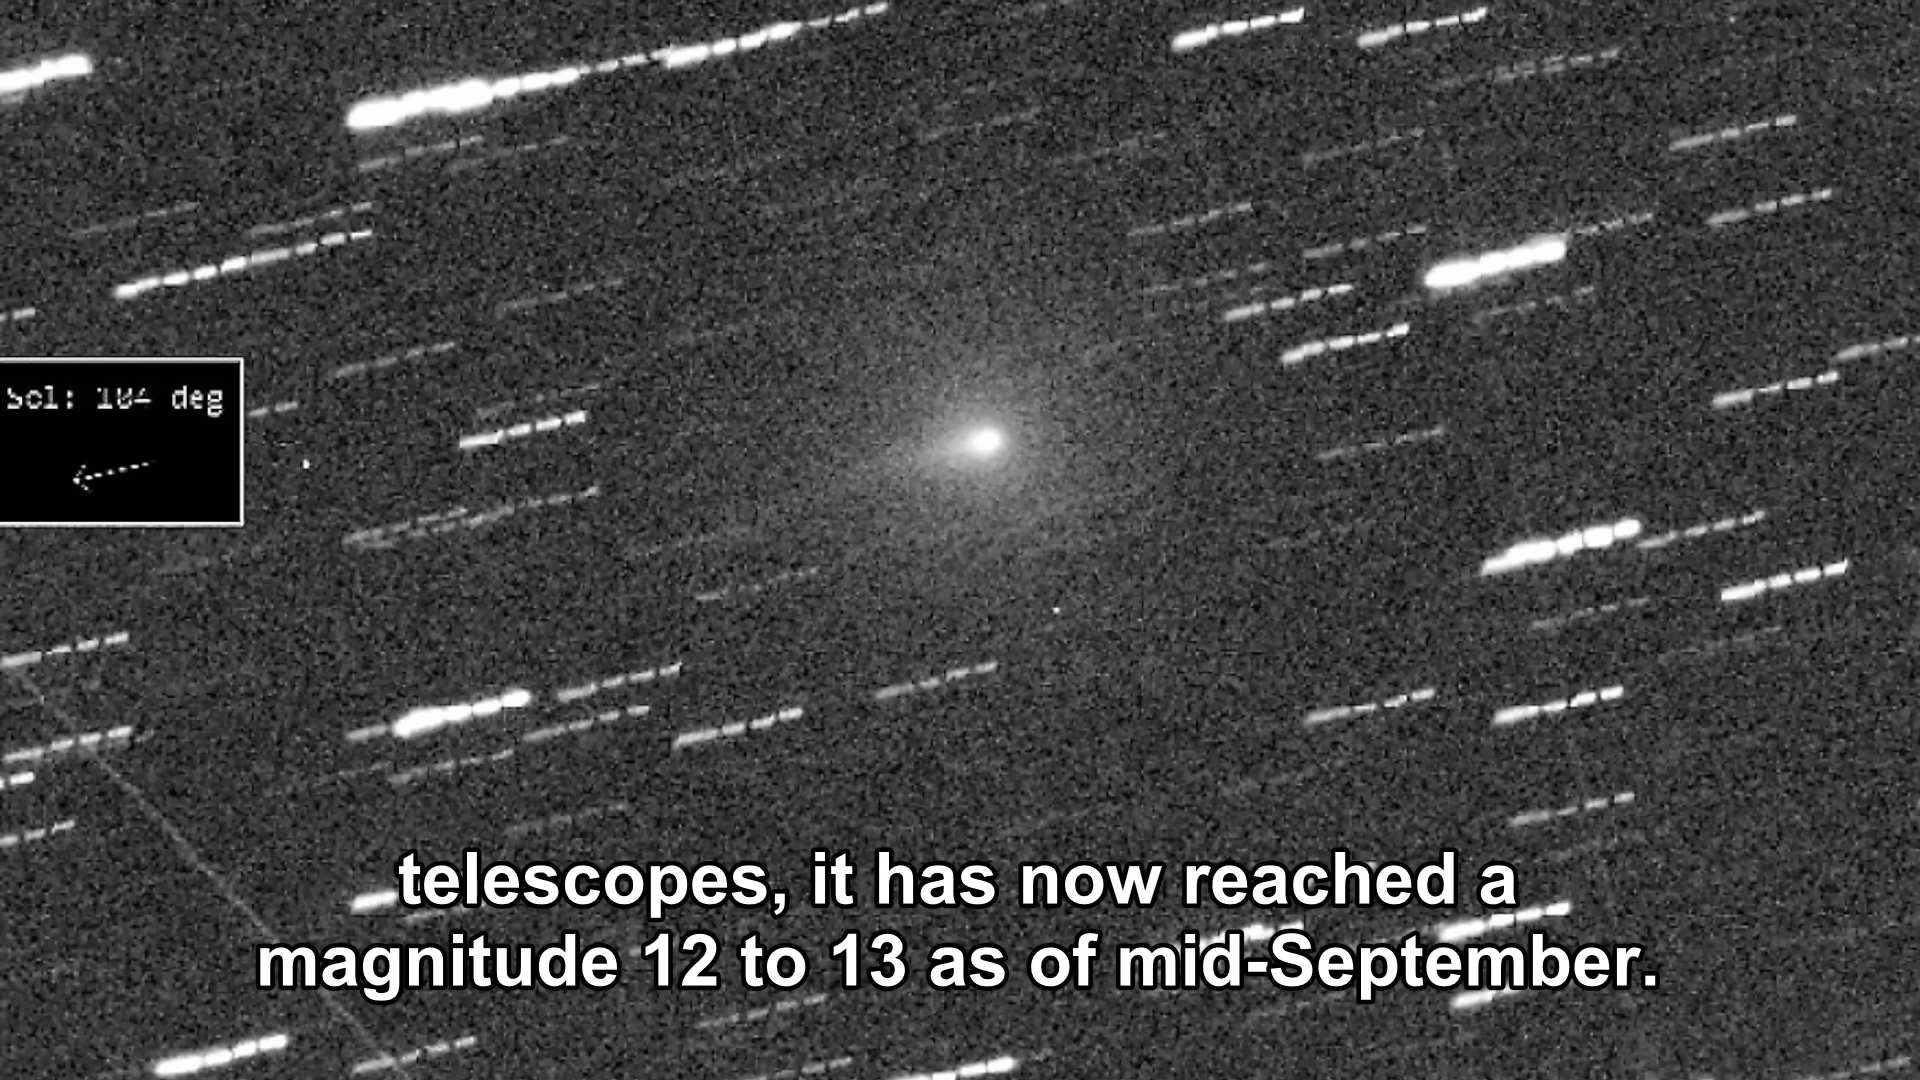 Sol: 104 deg
telescopes, it has now reached a
magnitude 12 to 13 as of mid-September.